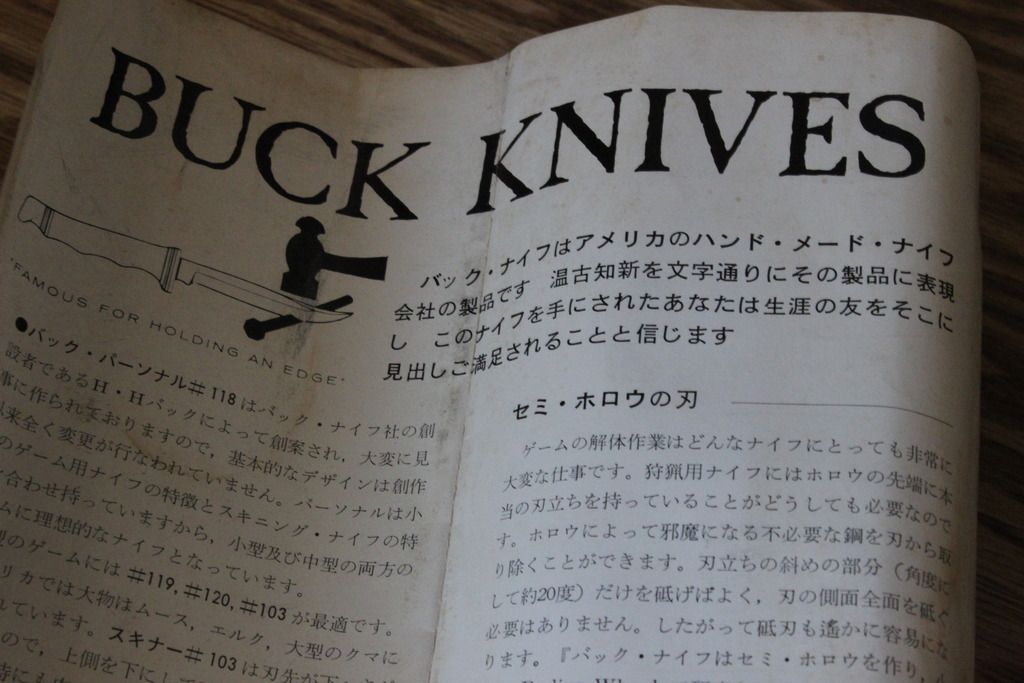 BUCK KNIVES
バック・ナイフはアメリカのハンド・メード・ナイフ
会社の製品です 温古知新を文字通りにその製品に表現
し このナイフを手にされたあなたは生涯の友をそこに
見出しご満足されることと信じます
"FAMOUS FOR HOLDING AN EDGE"
●バック・パーソナル#118はバック・ナイフ社の創
設者であるH・Hバックによって創案され,大変に見
事に作られておりますので,基本的なデザインは創作
以来全く変更が行なわれていません。パーソナルは小
のゲーム用ナイフの特徴とスキニング・ナイフの特
合わせ持っていますから,小型及び中型の両方の
ムに理想的なナイフとなっています。
のゲームには #119, #120, #103 が最適です。
リカでは大物はムース,エルク,大型のクマに
ています。スキナー#103 は刃先が
ので,上側を下に
セミ・ホロウの刃
ゲームの解体作業はどんなナイフにとっても非常に
大変な仕事です。狩猟用ナイフにはホロウの先端に本
当の刃立ちを持っていることがどうしても必要なので
す。ホロウによって邪魔になる不必要な鋼を刃から取
り除くことができます。刃立ちの斜めの部分(角度に
して約20度)だけを砥げばよく,刃の側面全面を砥ぐ
必要はありません。したがって砥刃も遙かに容易にな
ります。『バック・ナイフはセミ・ホロウを作り,